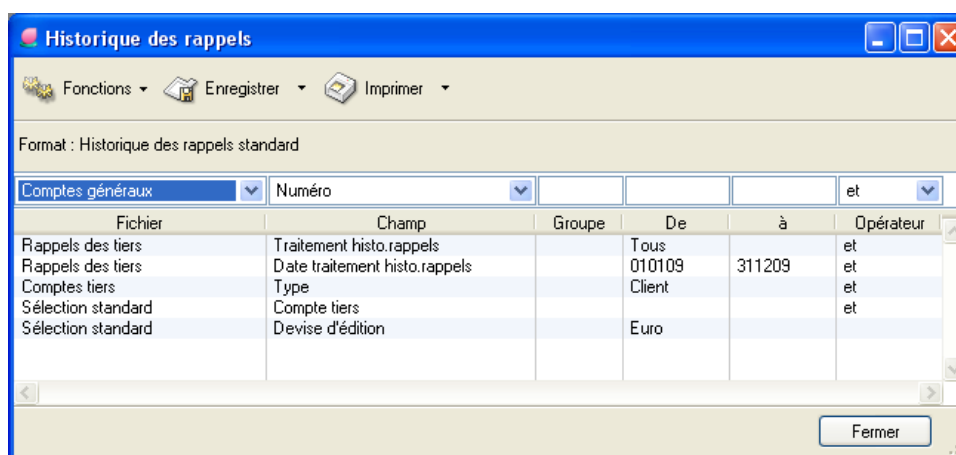 Historique des rappels
Fonctions Enregistrer Imprimer
Format : Historique des rappels standard
Comptes généraux Numéro et
Fichier Champ Groupe De à Opérateur
Rappels des tiers Traitement histo.rappels Tous et
Rappels des tiers Date traitement histo.rappels 010109 311209 et
Comptes tiers Type Client et
Sélection standard Compte tiers et
Sélection standard Devise d'édition Euro
Fermer